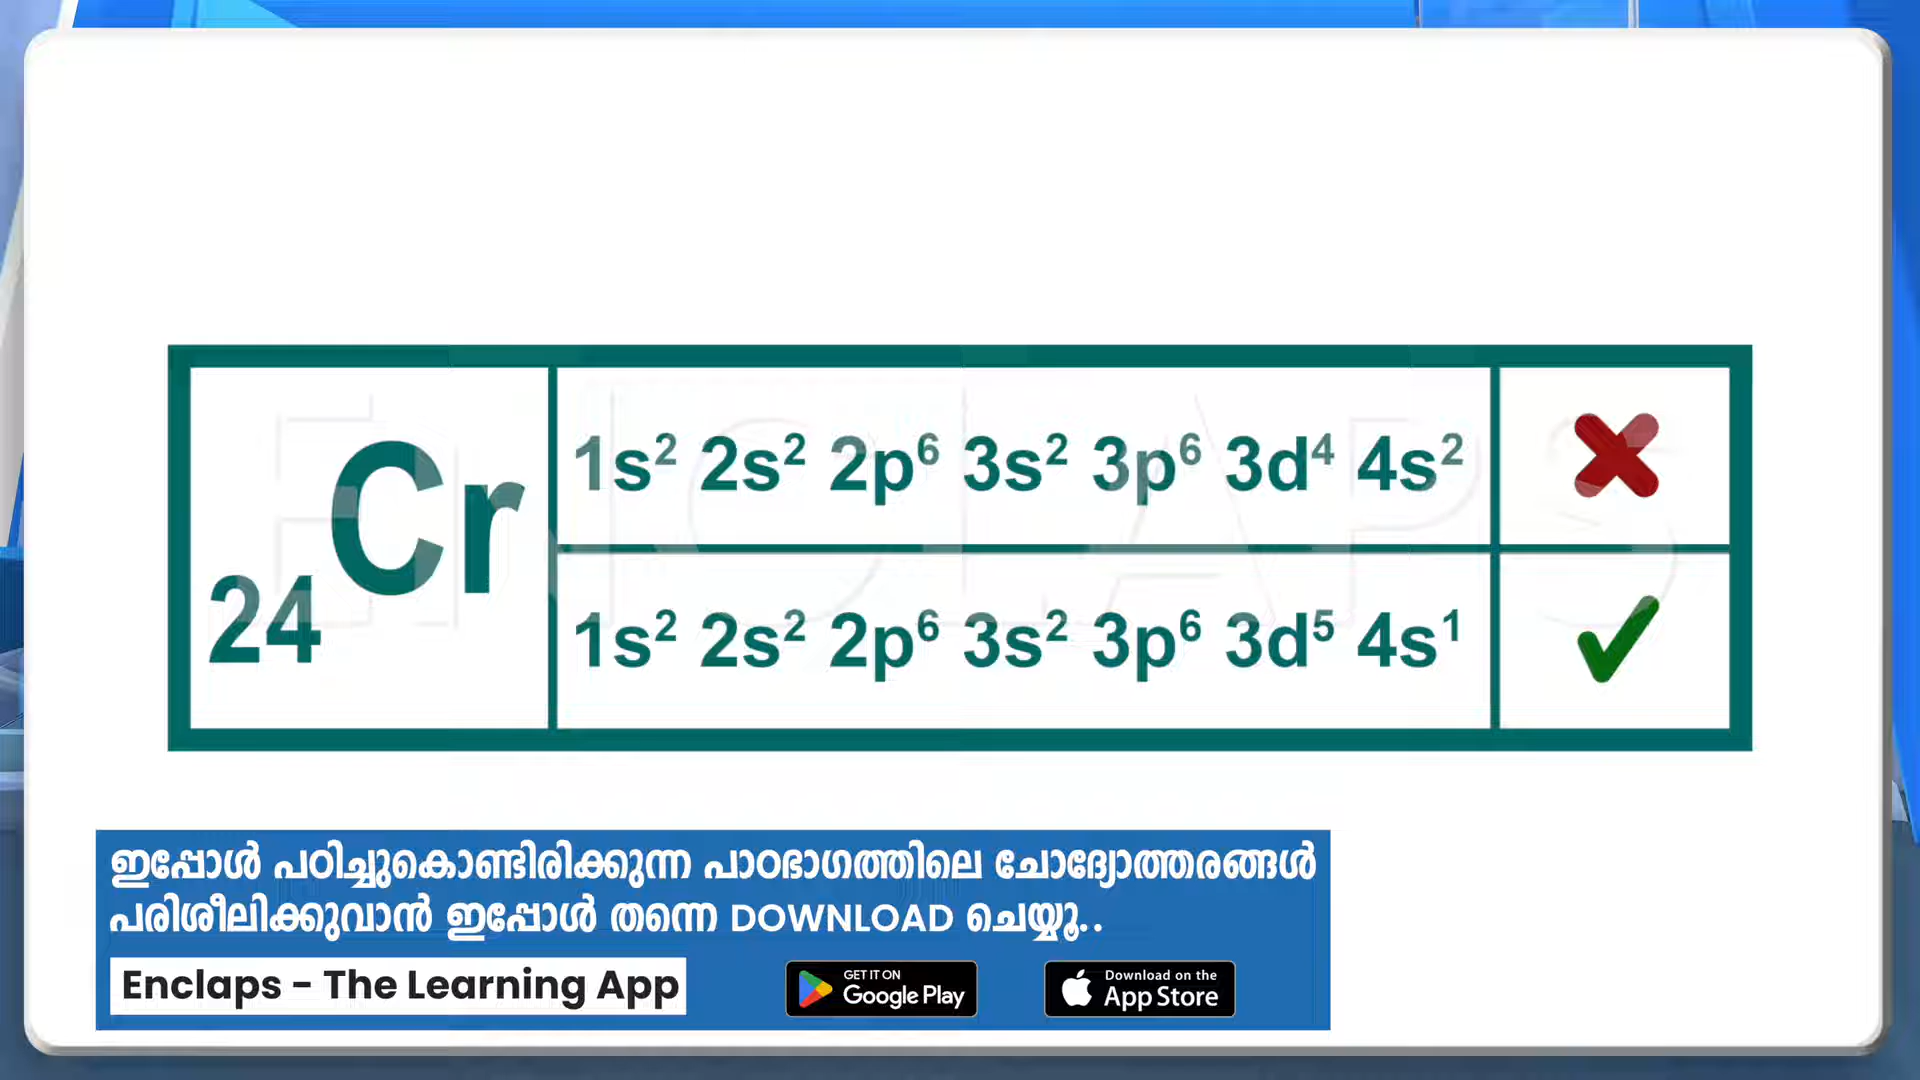 ₂₄Cr
1s² 2s² 2p⁶ 3s² 3p⁶ 3d⁴ 4s²
1s² 2s² 2p⁶ 3s² 3p⁶ 3d⁵ 4s¹
ENCLAPS
ഇപ്പോൾ പഠിച്ചുകൊണ്ടിരിക്കുന്ന പാഠഭാഗത്തിലെ ചോദ്യോത്തരങ്ങൾ
പരിശീലിക്കുവാൻ ഇപ്പോൾ തന്നെ DOWNLOAD ചെയ്യൂ..
Enclaps - The Learning App
GET IT ON
Google Play
Download on the
App Store